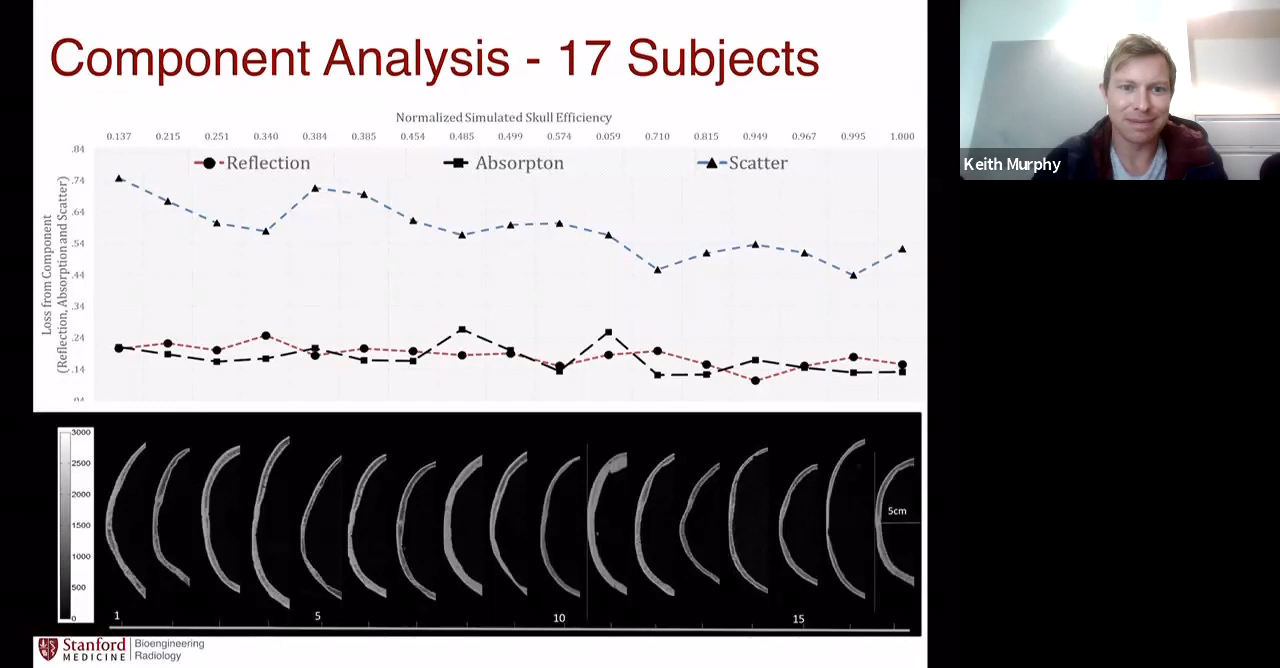 Component Analysis - 17 Subjects
Normalized Simulated Skull Efficiency
0.137 0.215 0.251 0.340 0.384 0.385 0.454 0.485 0.499 0.574 0.059 0.710 0.815 0.949 0.967 0.995 1.000
Reflection Absorpton Scatter
Loss from Component
(Reflection, Absorption and Scatter)
.84
.74
.64
.54
.44
.34
.24
.14
.04
3000
2500
2000
1500
1000
500
0
5cm
1 5 10 15
Stanford
MEDICINE
Bioengineering
Radiology
Keith Murphy